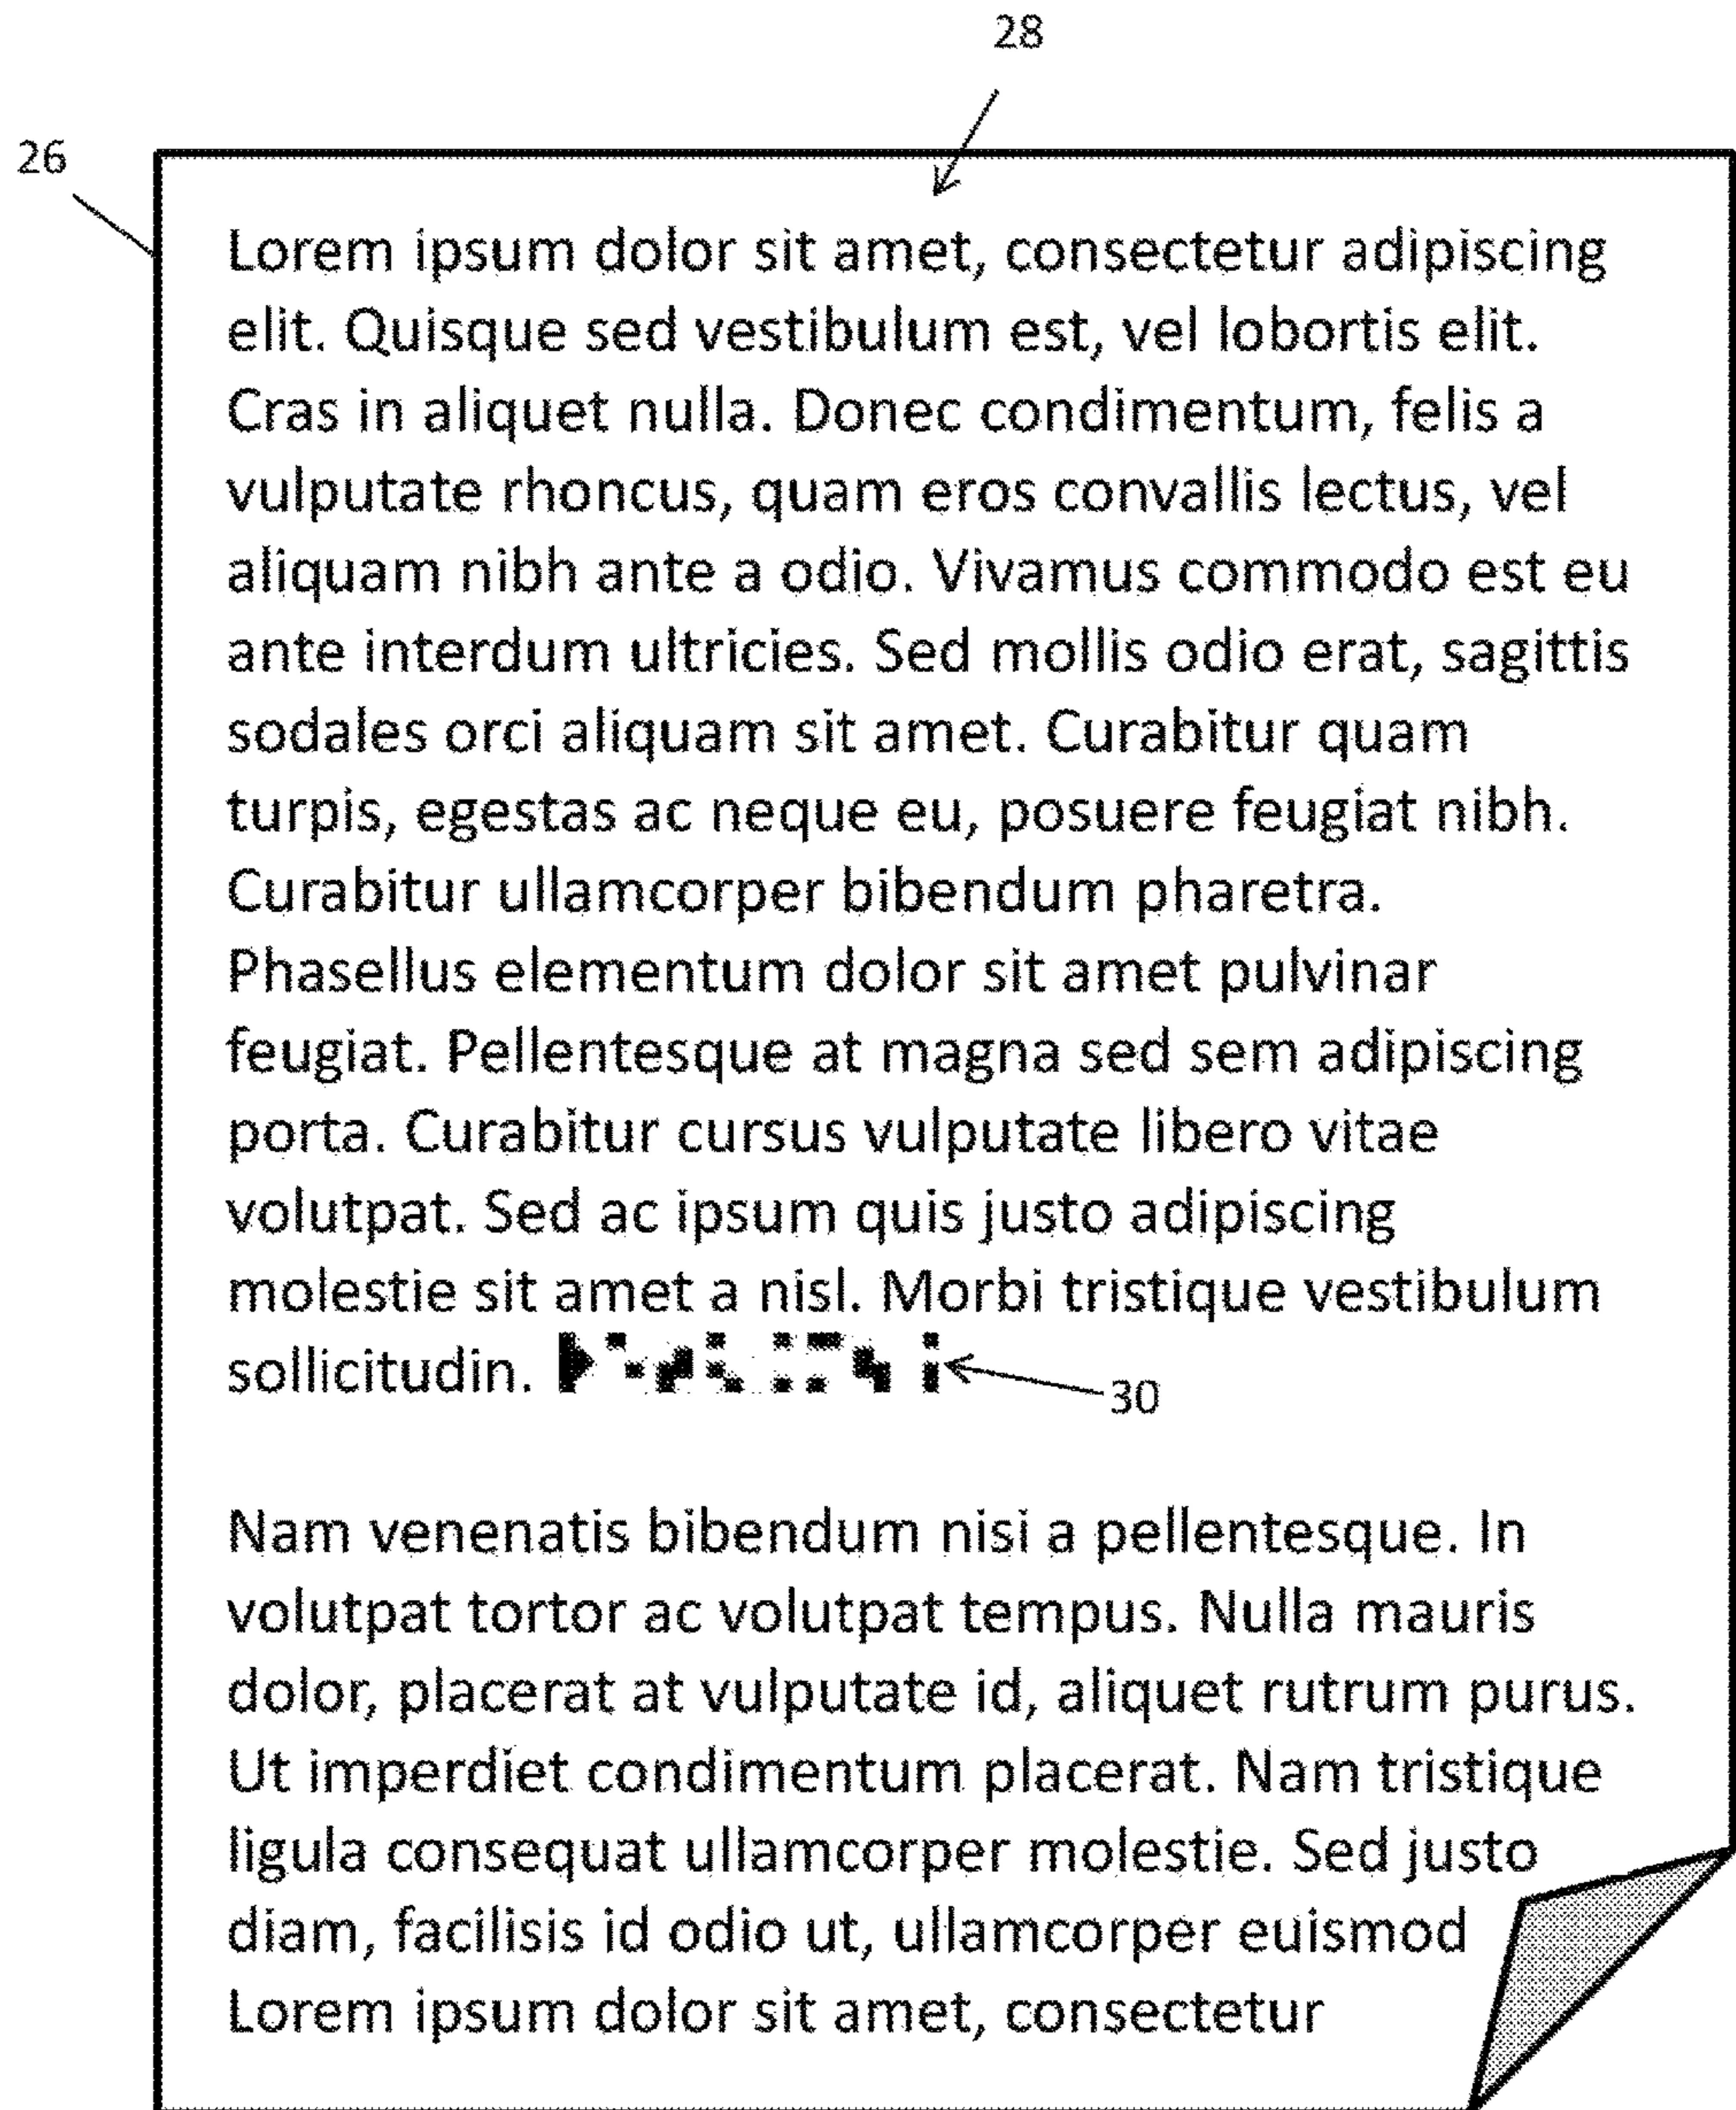 28
26
Lorem ipsum dolor sit amet, consectetur adipiscing
elit. Quisque sed vestibulum est, vel lobortis elit.
Cras in aliquet nulla. Donec condimentum, felis a
vulputate rhoncus, quam eros convallis lectus, vel
aliquam nibh ante a odio. Vivamus commodo est eu
ante interdum ultricies. Sed mollis odio erat, sagittis
sodales orci aliquam sit amet. Curabitur quam
turpis, egestas ac neque eu, posuere feugiat nibh.
Curabitur ullamcorper bibendum pharetra.
Phasellus elementum dolor sit amet pulvinar
feugiat. Pellentesque at magna sed sem adipiscing
porta. Curabitur cursus vulputate libero vitae
volutpat. Sed ac ipsum quis justo adipiscing
molestie sit amet a nisl. Morbi tristique vestibulum
sollicitudin.
30
Nam venenatis bibendum nisi a pellentesque. In
volutpat tortor ac volutpat tempus. Nulla mauris
dolor, placerat at vulputate id, aliquet rutrum purus.
Ut imperdiet condimentum placerat. Nam tristique
ligula consequat ullamcorper molestie. Sed justo
diam, facilisis id odio ut, ullamcorper euismod
Lorem ipsum dolor sit amet, consectetur